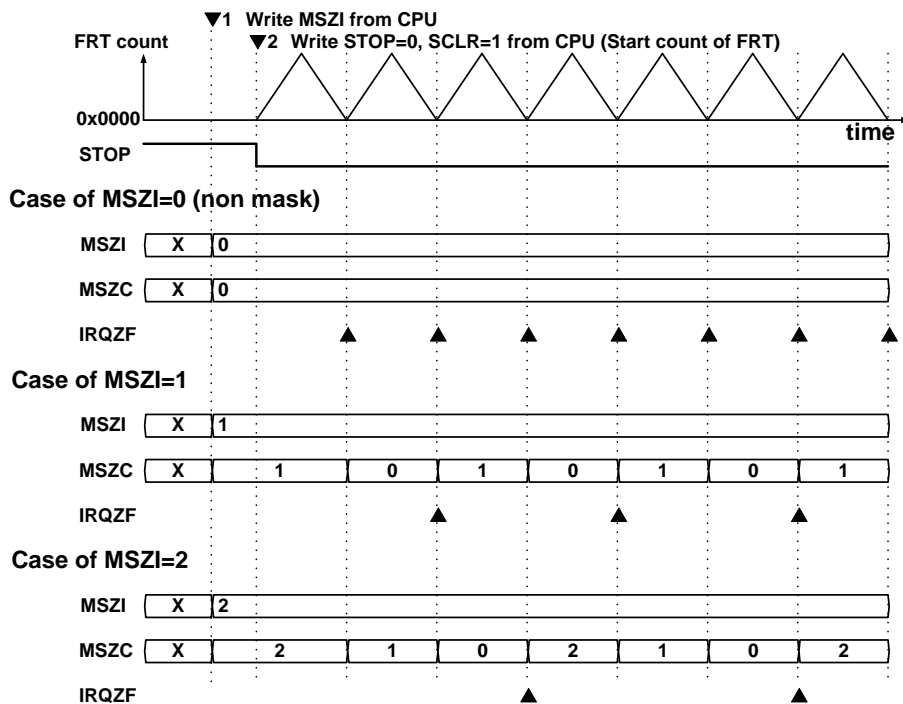 ▼1 Write MSZI from CPU
FRT count
▼2 Write STOP=0, SCLR=1 from CPU (Start count of FRT)
0x0000
time
STOP
Case of MSZI=0 (non mask)
MSZI X 0
MSZC X 0
IRQZF
Case of MSZI=1
MSZI X 1
MSZC X 1 0 1 0 1 0 1
IRQZF
Case of MSZI=2
MSZI X 2
MSZC X 2 1 0 2 1 0 2
IRQZF